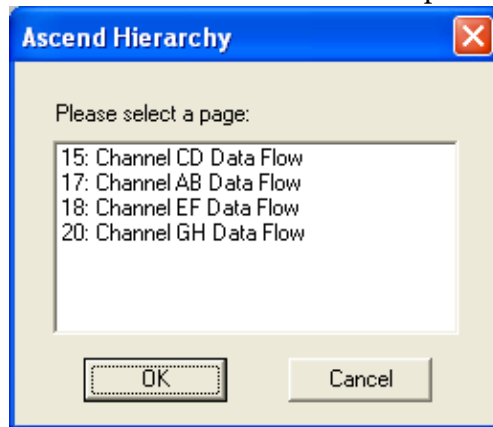 Ascend Hierarchy
Please select a page:
15: Channel CD Data Flow
17: Channel AB Data Flow
18: Channel EF Data Flow
20: Channel GH Data Flow
OK Cancel